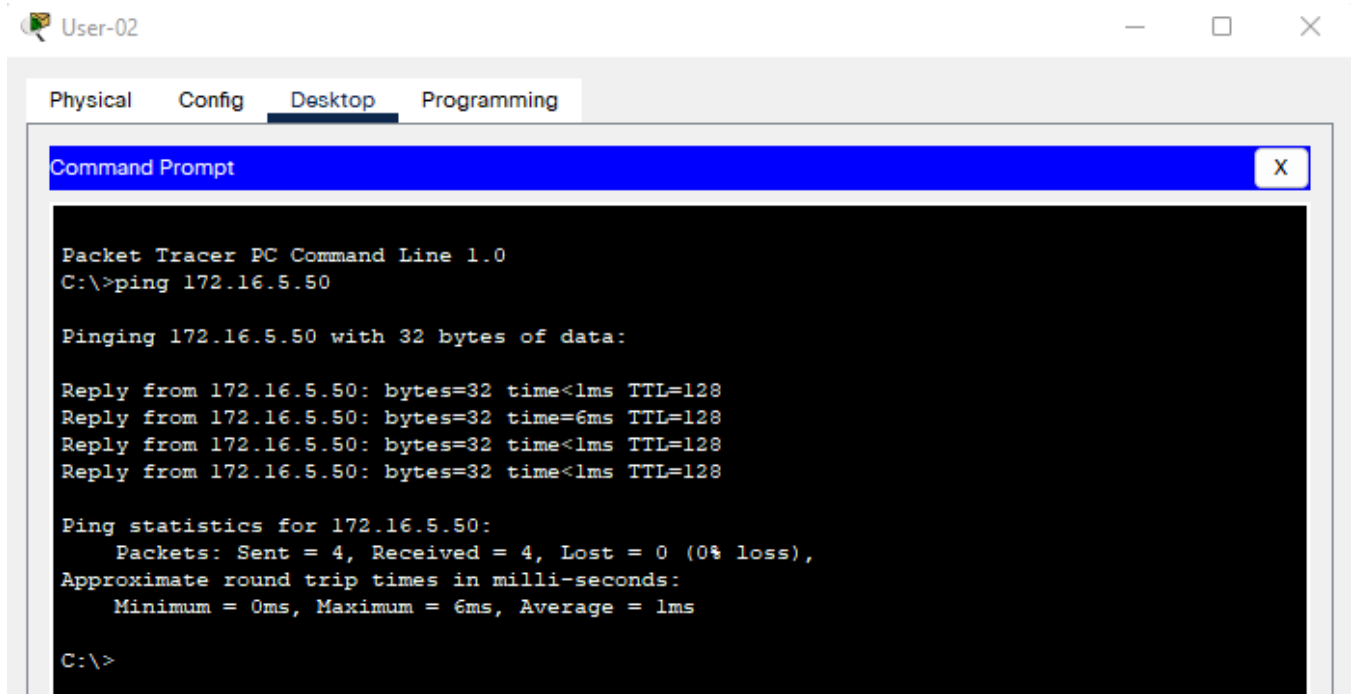 User-02
Physical Config Desktop Programming
Command Prompt
X
Packet Tracer PC Command Line 1.0
C:\>ping 172.16.5.50
Pinging 172.16.5.50 with 32 bytes of data:
Reply from 172.16.5.50: bytes=32 time<1ms TTL=128
Reply from 172.16.5.50: bytes=32 time=6ms TTL=128
Reply from 172.16.5.50: bytes=32 time<1ms TTL=128
Reply from 172.16.5.50: bytes=32 time<1ms TTL=128
Ping statistics for 172.16.5.50:
Packets: Sent = 4, Received = 4, Lost = 0 (0% loss),
Approximate round trip times in milli-seconds:
Minimum = 0ms, Maximum = 6ms, Average = 1ms
C:\>